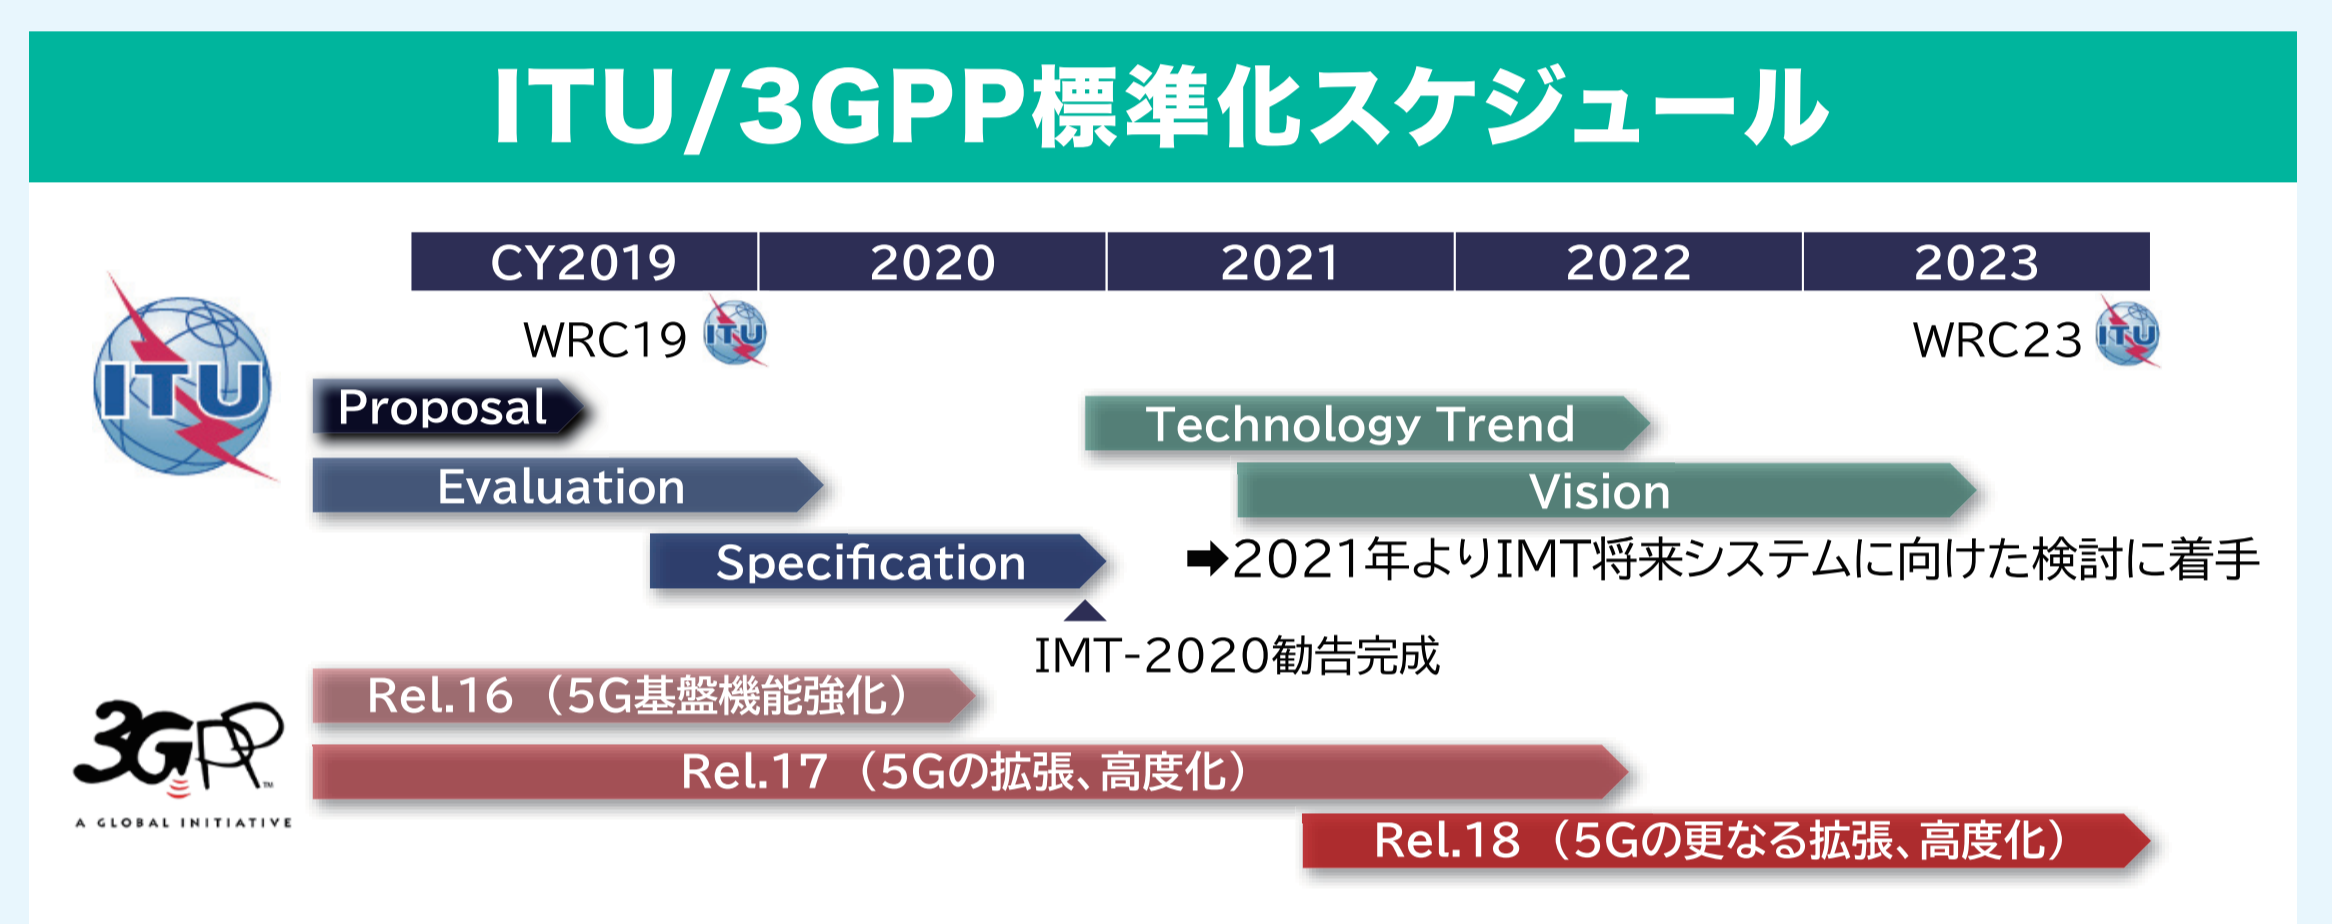 ITU/3GPP標準化スケジュール
CY2019 2020 2021 2022 2023
WRC19 ITU WRC23 ITU
ITU
Proposal
Technology Trend
Evaluation
Vision
Specification
➡2021年よりIMT将来システムに向けた検討に着手
IMT-2020勧告完成
Rel.16（5G基盤機能強化）
3GPP™
Rel.17（5Gの拡張、高度化）
A GLOBAL INITIATIVE
Rel.18（5Gの更なる拡張、高度化）